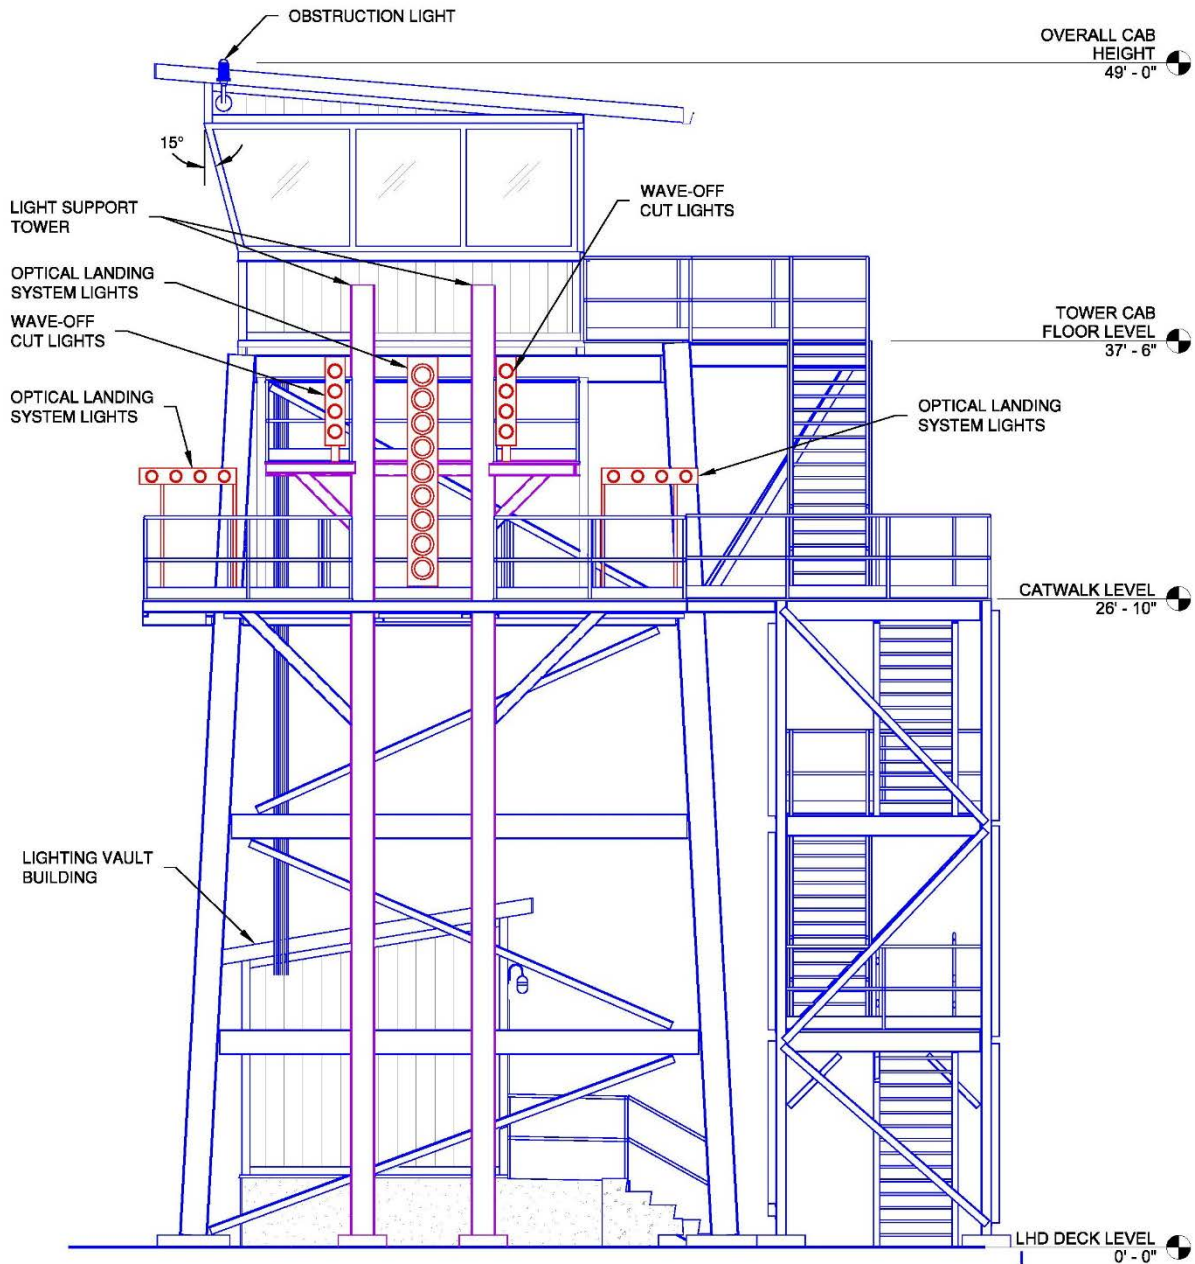 OBSTRUCTION LIGHT
OVERALL CAB
HEIGHT
49' - 0"
15°
WAVE-OFF
CUT LIGHTS
LIGHT SUPPORT
TOWER
OPTICAL LANDING
SYSTEM LIGHTS
WAVE-OFF
CUT LIGHTS
TOWER CAB
FLOOR LEVEL
37' - 6"
OPTICAL LANDING
SYSTEM LIGHTS
OPTICAL LANDING
SYSTEM LIGHTS
CATWALK LEVEL
26' - 10"
LIGHTING VAULT
BUILDING
LHD DECK LEVEL
0' - 0"